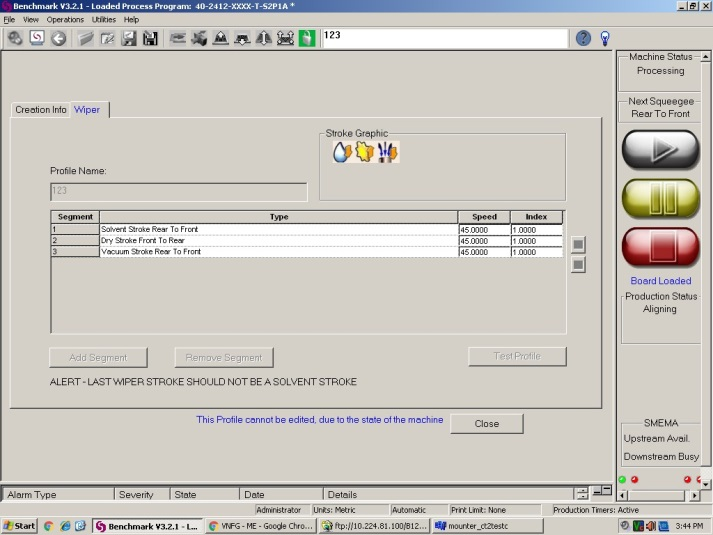 Benchmark V3.2.1 - Loaded Process Program: 40-2412-XXXX-T-S2P1A *
File View Operations Utilities Help
123
Machine Status
Processing
Next Squeegee
Rear To Front
Creation Info Wiper
Stroke Graphic
Profile Name:
123
Segment Type Speed Index
1 Solvent Stroke Rear To Front 45.0000 1.0000
2 Dry Stroke Front To Rear 45.0000 1.0000
3 Vacuum Stroke Rear To Front 45.0000 1.0000
Board Loaded
Production Status
Aligning
Add Segment Remove Segment Test Profile
ALERT - LAST WIPER STROKE SHOULD NOT BE A SOLVENT STROKE
This Profile cannot be edited, due to the state of the machine Close
SMEMA
Upstream Avail.
Downstream Busy
Alarm Type Severity State Date Details
Administrator Units: Metric Automatic Print Limit: None Production Timers: Active
Start Benchmark V3.2.1 - L... VNFG - ME - Google Chro... ftp://10.224.81.100/B12... mounter_ct2testc 3:44 PM